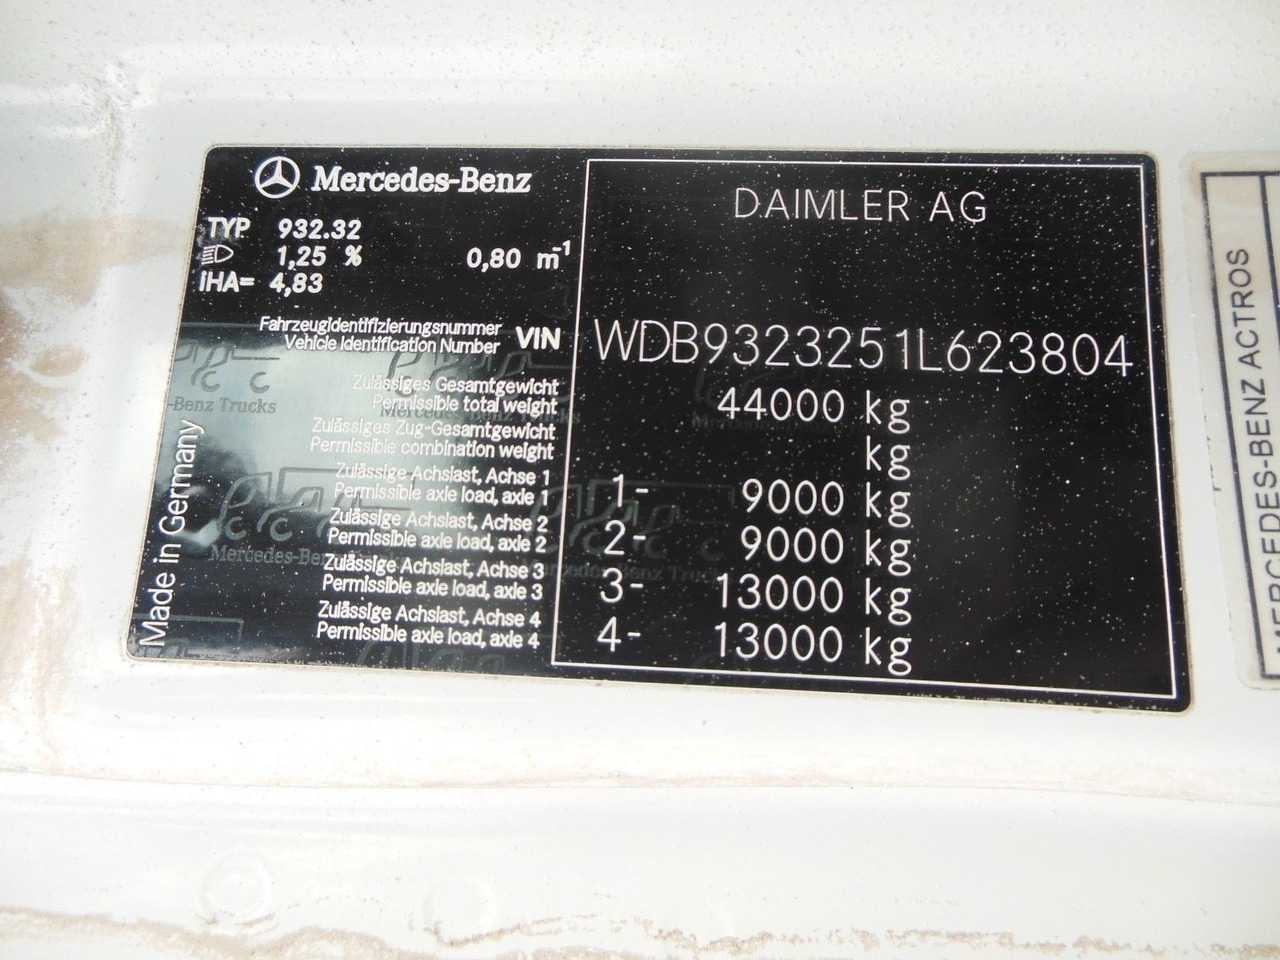 Mercedes-Benz
TYP 932.32
1,25 % 0,80 m-1
iHA= 4,83
DAIMLER AG
Fahrzeugidentifizierungsnummer
Vehicle Identification Number VIN WDB9323251L623804
Zulässiges Gesamtgewicht
Permissible total weight 44000 kg
Zulässiges Zug-Gesamtgewicht
Permissible combination weight kg
Zulässige Achslast, Achse 1
Permissible axle load, axle 1 1- 9000 kg
Zulässige Achslast, Achse 2
Permissible axle load, axle 2 2- 9000 kg
Zulässige Achslast, Achse 3
Permissible axle load, axle 3 3- 13000 kg
Zulässige Achslast, Achse 4
Permissible axle load, axle 4 4- 13000 kg
Made in Germany
-Benz Trucks
MERCEDES-BENZ ACTROS